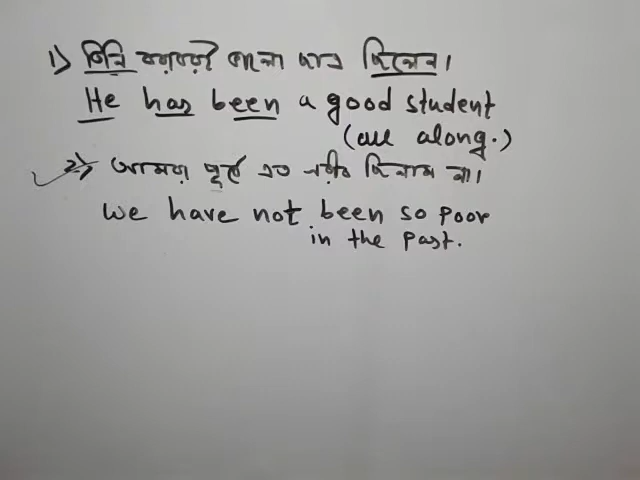 1) তিনি বরাবরই ভালো ছাত্র ছিলেন।
He has been a good student
(all along.)
2) আমরা পূর্বে এত গরীব ছিলাম না।
we have not been so poor
in the past.